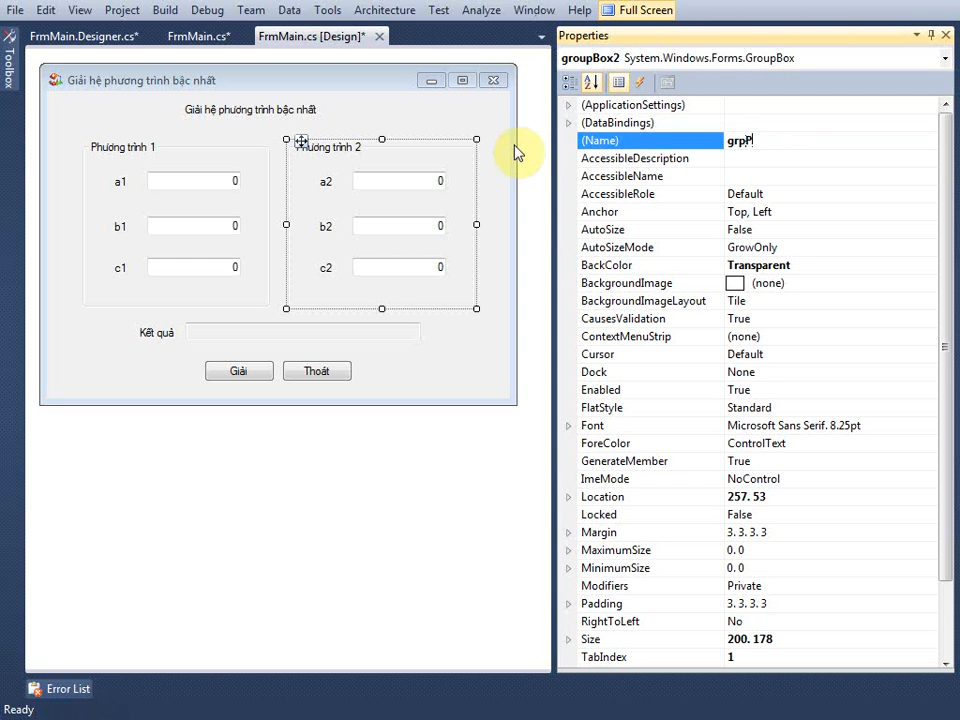 File Edit View Project Build Debug Team Data Tools Architecture Test Analyze Window Help Full Screen
FrmMain.Designer.cs* FrmMain.cs* FrmMain.cs [Design]*
Toolbox
Giải hệ phương trình bậc nhất
Giải hệ phương trình bậc nhất
Phương trình 1
a1 0
b1 0
c1 0
Phương trình 2
a2 0
b2 0
c2 0
Kết quả
Giải Thoát
Properties
groupBox2 System.Windows.Forms.GroupBox
(ApplicationSettings)
(DataBindings)
(Name) grpP
AccessibleDescription
AccessibleName
AccessibleRole Default
Anchor Top, Left
AutoSize False
AutoSizeMode GrowOnly
BackColor Transparent
BackgroundImage (none)
BackgroundImageLayout Tile
CausesValidation True
ContextMenuStrip (none)
Cursor Default
Dock None
Enabled True
FlatStyle Standard
Font Microsoft Sans Serif. 8.25pt
ForeColor ControlText
GenerateMember True
ImeMode NoControl
Location 257. 53
Locked False
Margin 3. 3. 3. 3
MaximumSize 0. 0
MinimumSize 0. 0
Modifiers Private
Padding 3. 3. 3. 3
RightToLeft No
Size 200. 178
TabIndex 1
Error List
Ready